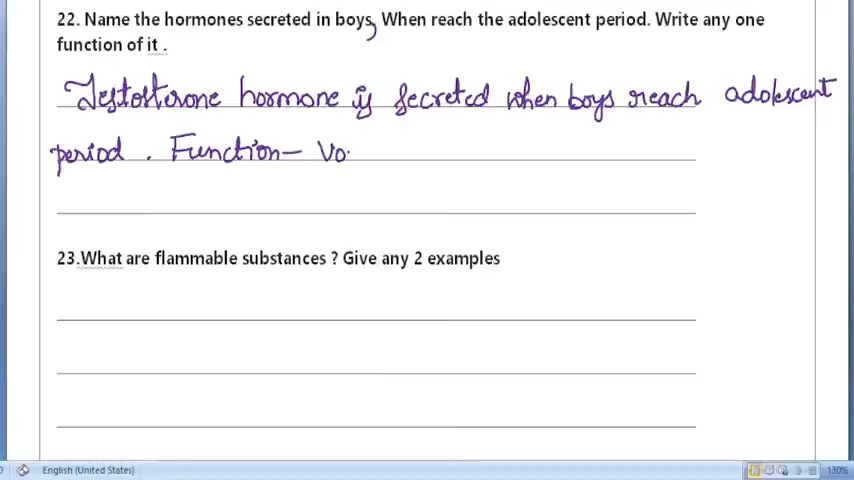 22. Name the hormones secreted in boys, When reach the adolescent period. Write any one
function of it .
Testosterone hormone is secreted when boys reach adolescent
period . Function- Vo
23.What are flammable substances ? Give any 2 examples
English (United States)
130%